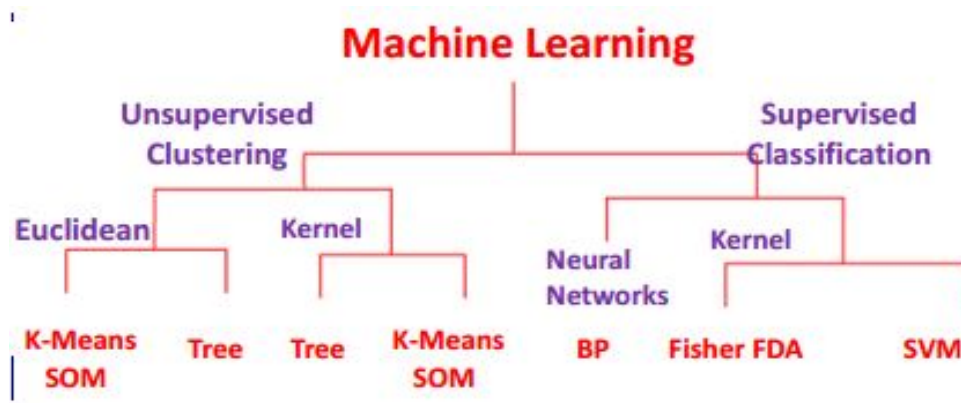 Machine Learning
Unsupervised
Clustering
Supervised
Classification
Euclidean
Kernel
Neural
Networks
Kernel
K-Means
SOM
Tree
Tree
K-Means
SOM
BP
Fisher FDA
SVM